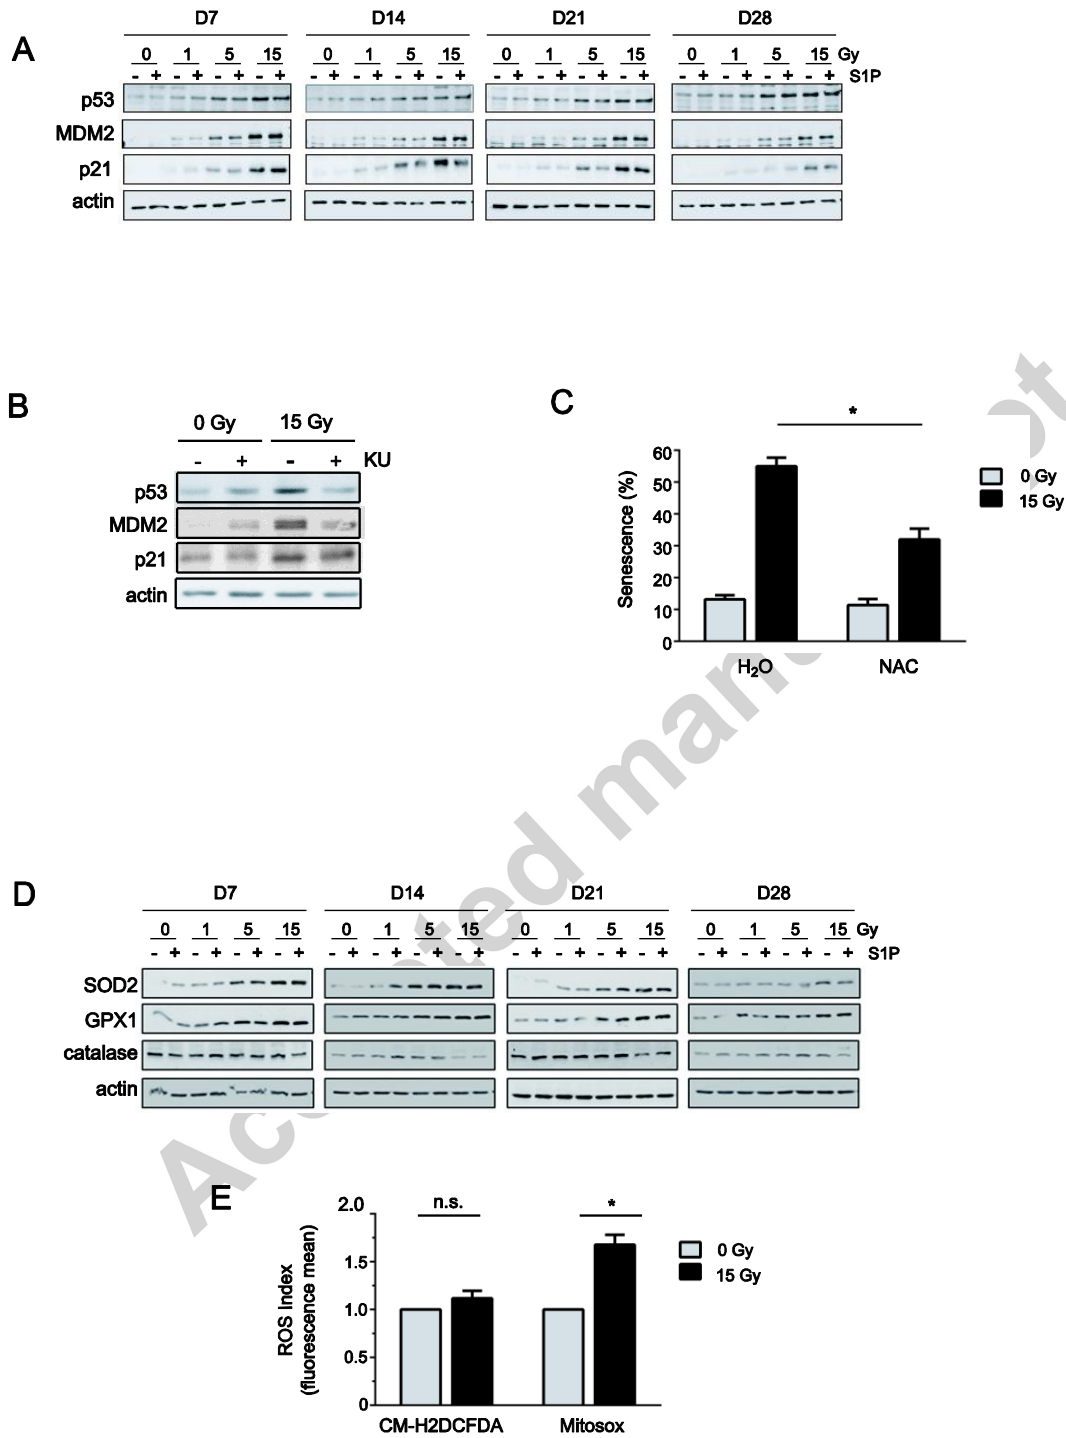 A
D7 D14 D21 D28
0 1 5 15 0 1 5 15 0 1 5 15 0 1 5 15 Gy
- + - + - + - + - + - + - + - + - + - + - + - + - + - + - + - + S1P
p53
MDM2
p21
actin
B
0 Gy 15 Gy
- + - + KU
p53
MDM2
p21
actin
C
*
Senescence (%)
60
50
40
30
20
10
0
H₂O NAC
0 Gy
15 Gy
D
D7 D14 D21 D28
0 1 5 15 0 1 5 15 0 1 5 15 0 1 5 15 Gy
- + - + - + - + - + - + - + - + - + - + - + - + - + - + - + - + S1P
SOD2
GPX1
catalase
actin
E
n.s. *
ROS Index
(fluorescence mean)
2.0
1.5
1.0
0.5
0
CM-H2DCFDA Mitosox
0 Gy
15 Gy